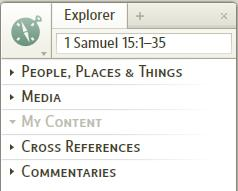 Explorer
1 Samuel 15:1–35
People, Places & Things
Media
My Content
Cross References
Commentaries